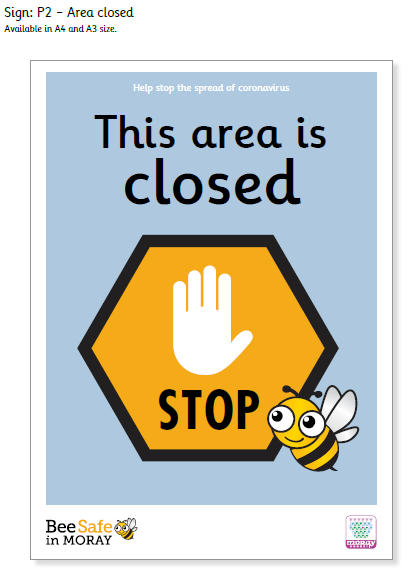 Sign: P2 – Area closed
Available in A4 and A3 size.
Help stop the spread of coronavirus
This area is
closed
STOP
Bee Safe
in MORAY
moray